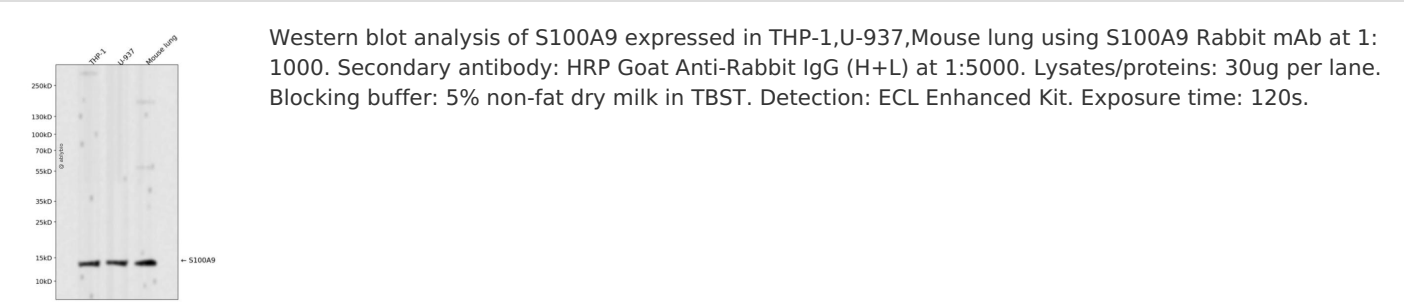 Western blot analysis of S100A9 expressed in THP-1,U-937,Mouse lung using S100A9 Rabbit mAb at 1:
1000. Secondary antibody: HRP Goat Anti-Rabbit IgG (H+L) at 1:5000. Lysates/proteins: 30ug per lane.
Blocking buffer: 5% non-fat dry milk in TBST. Detection: ECL Enhanced Kit. Exposure time: 120s.
THP-1
U-937
Mouse lung
250kD
130kD
100kD
70kD
55kD
35kD
25kD
15kD
← S100A9
10kD